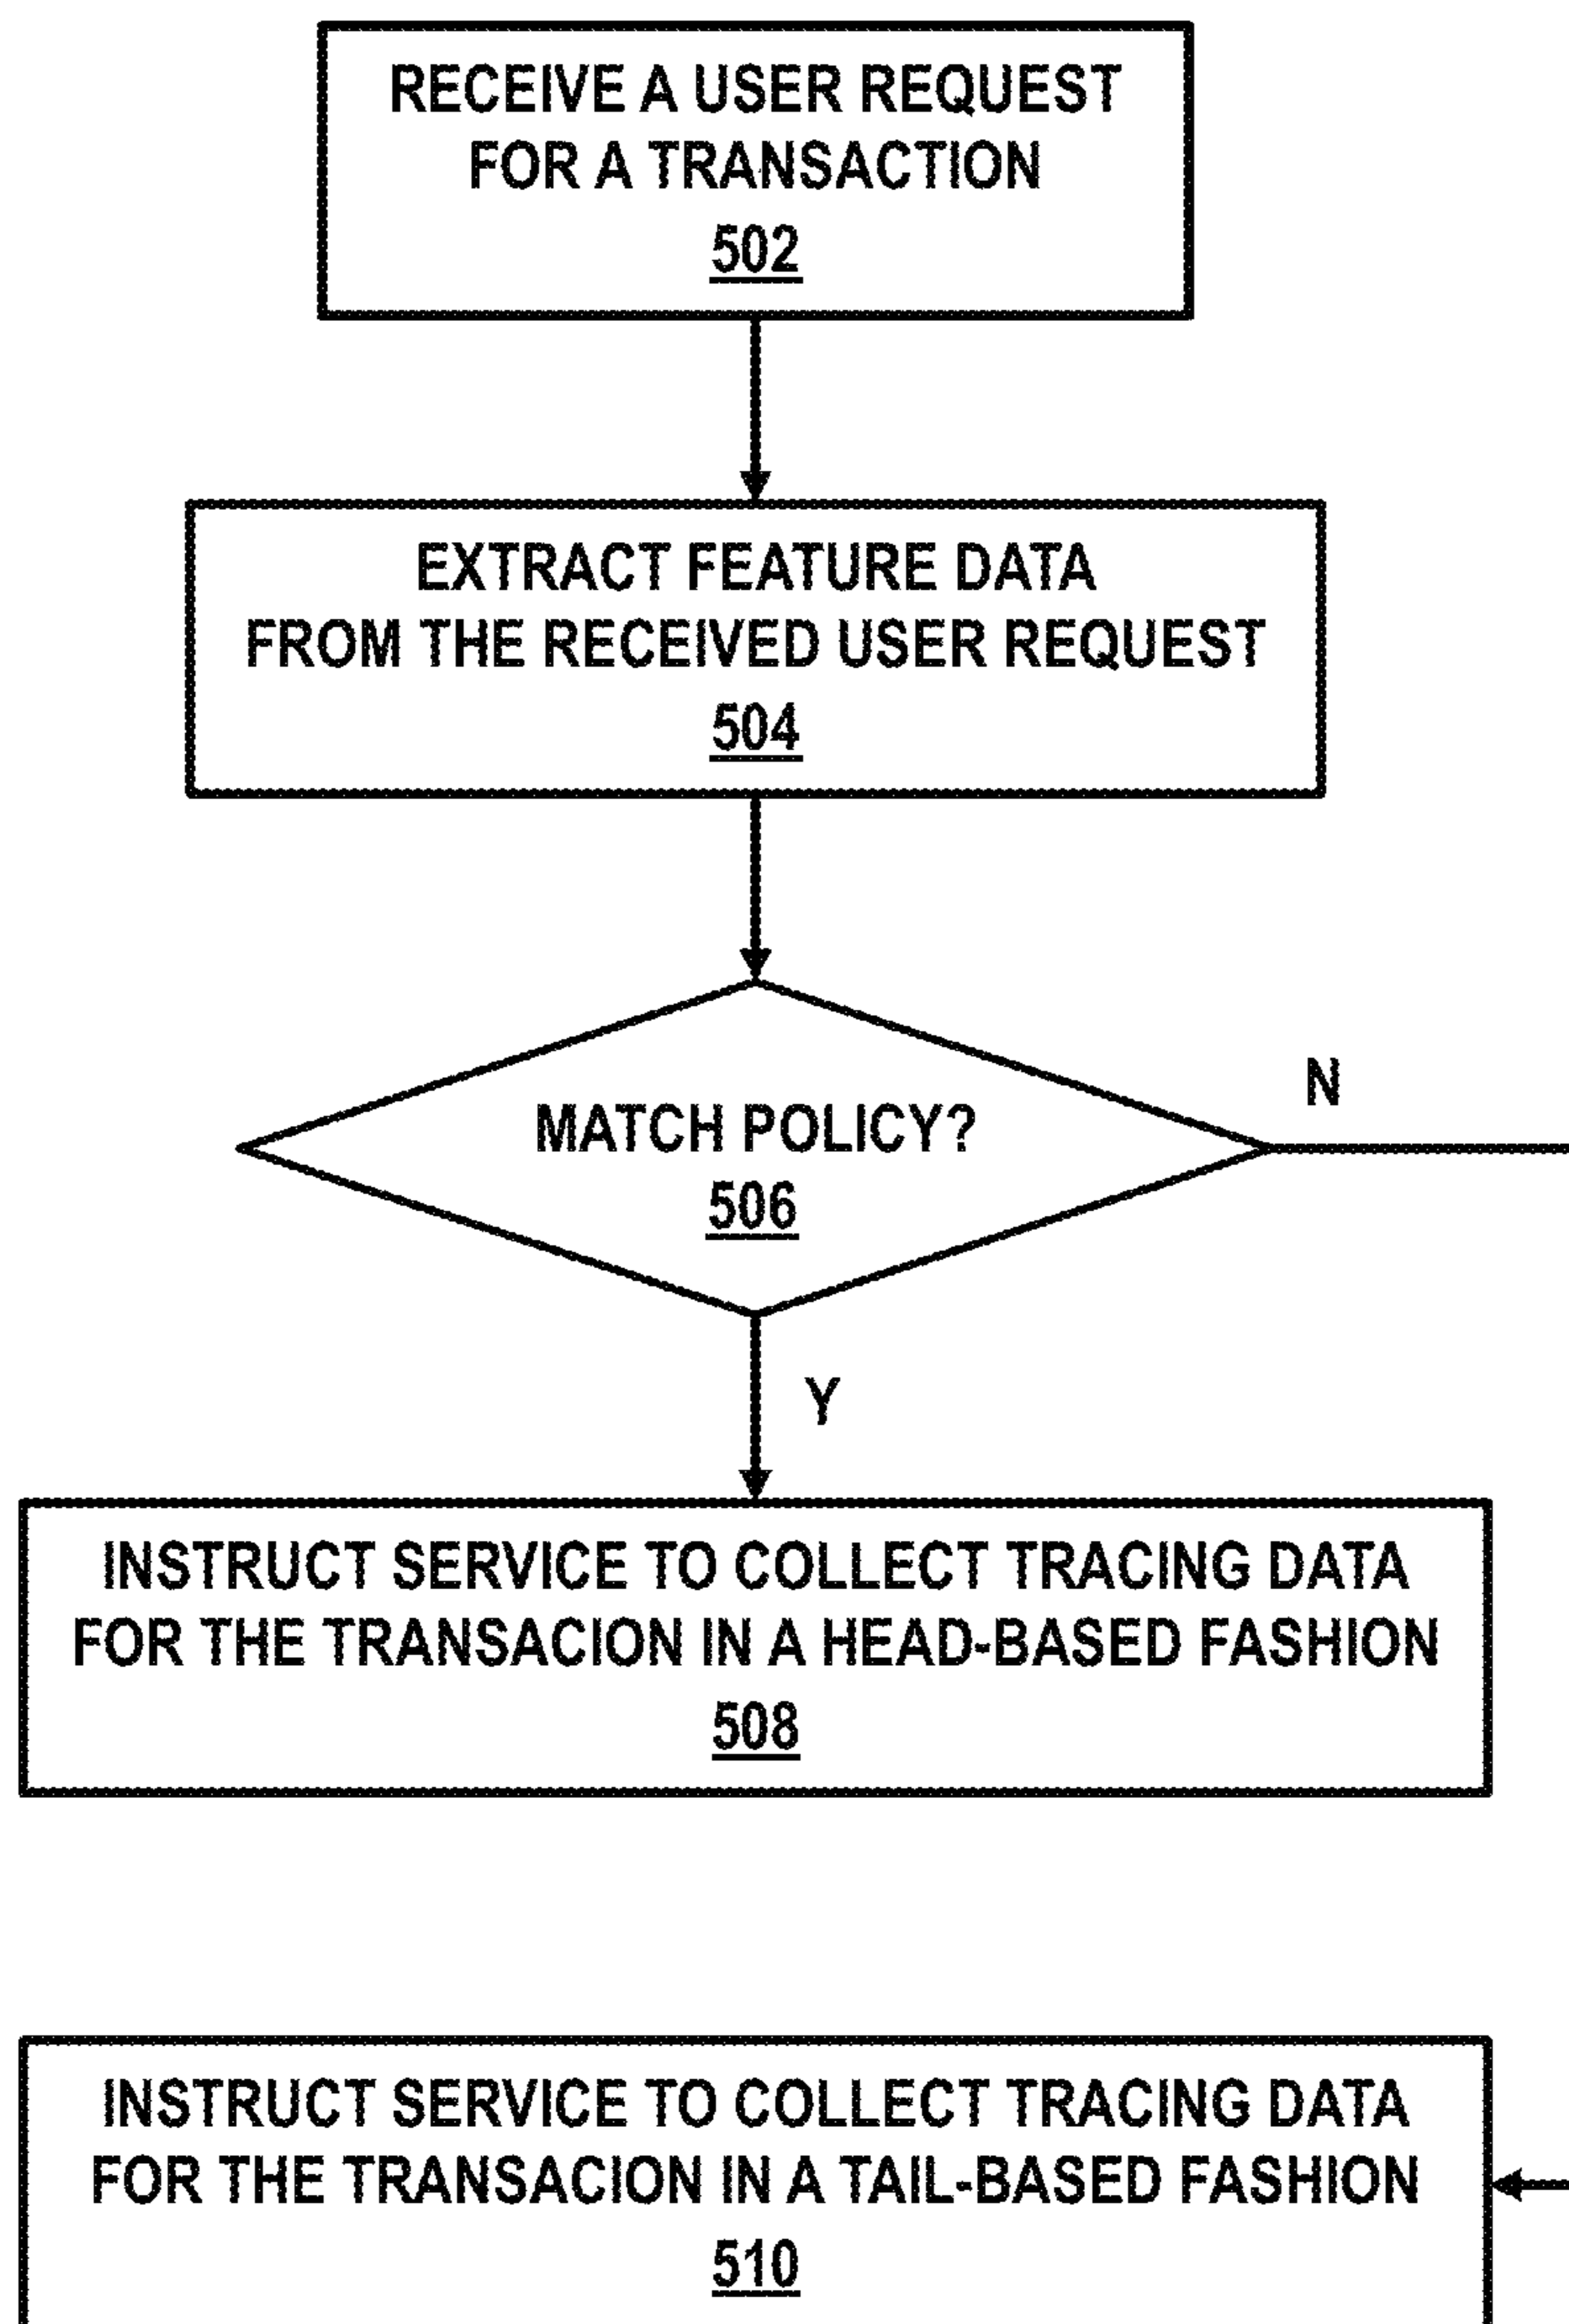 RECEIVE A USER REQUEST
FOR A TRANSACTION
502
EXTRACT FEATURE DATA
FROM THE RECEIVED USER REQUEST
504
N
MATCH POLICY?
506
Y
INSTRUCT SERVICE TO COLLECT TRACING DATA
FOR THE TRANSACION IN A HEAD-BASED FASHION
508
INSTRUCT SERVICE TO COLLECT TRACING DATA
FOR THE TRANSACION IN A TAIL-BASED FASHION
510